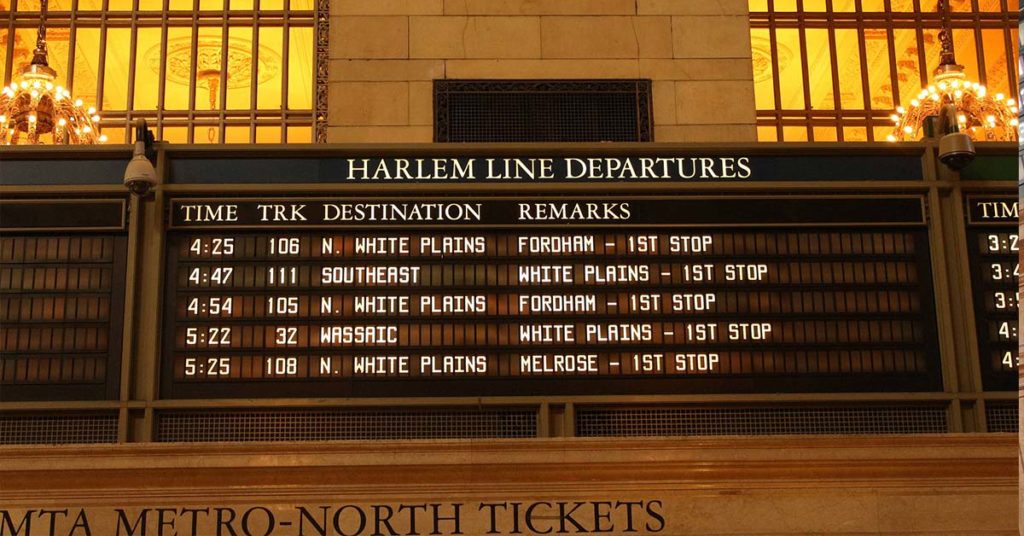 HARLEM LINE DEPARTURES
TIME TRK DESTINATION REMARKS
4:25 106 N. WHITE PLAINS FORDHAM - 1ST STOP
4:47 111 SOUTHEAST WHITE PLAINS - 1ST STOP
4:54 105 N. WHITE PLAINS FORDHAM - 1ST STOP
5:22 32 WASSAIC WHITE PLAINS - 1ST STOP
5:25 108 N. WHITE PLAINS MELROSE - 1ST STOP
MTA METRO-NORTH TICKETS